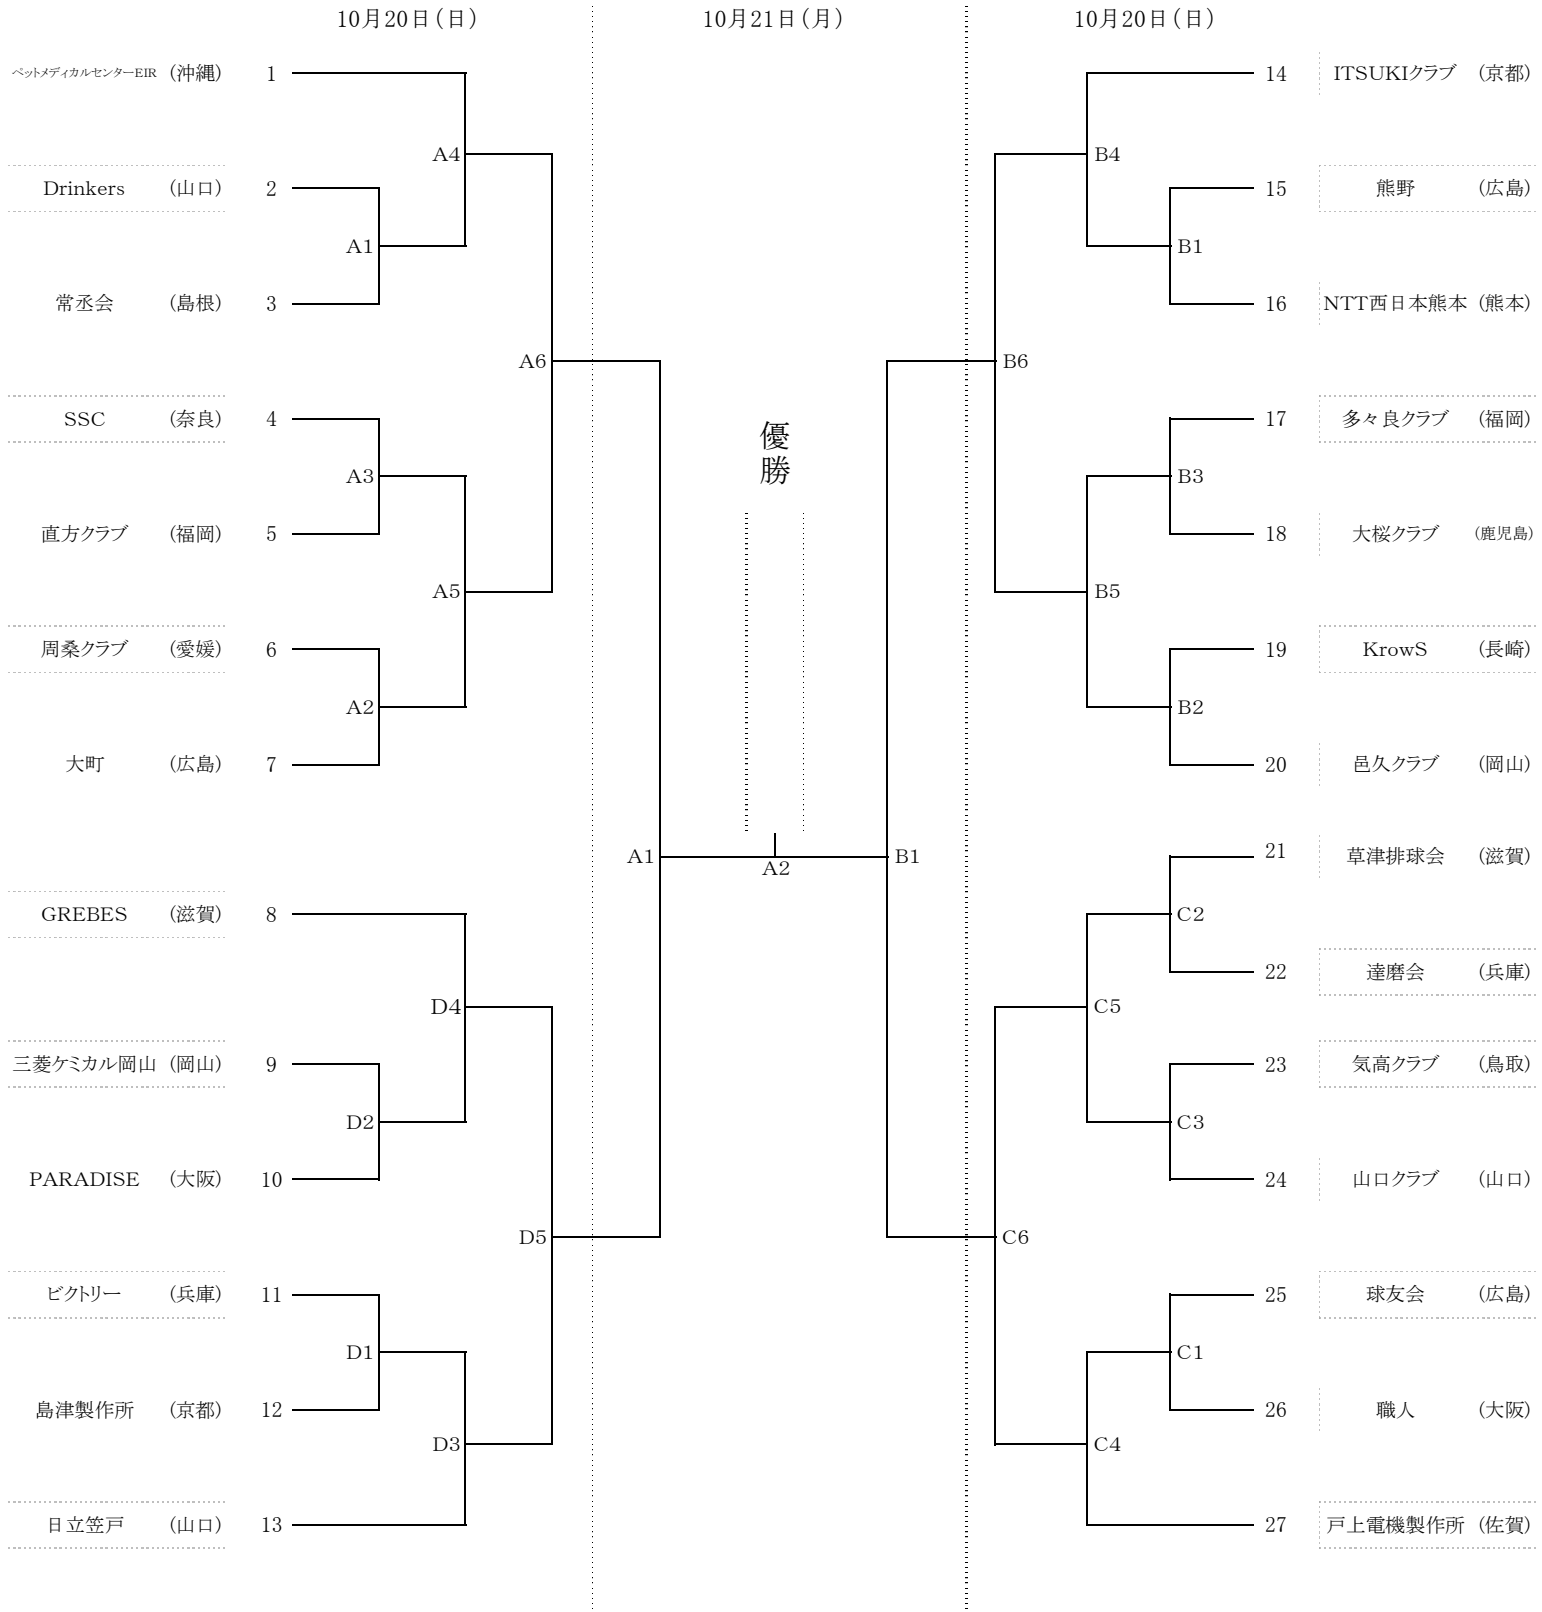 10月20日(日) 10月21日(月) 10月20日(日)
ペットメディカルセンターEIR (沖縄) 1 14 ITSUKIクラブ (京都)
A4 B4
Drinkers (山口) 2 15 熊野 (広島)
A1 B1
常丞会 (島根) 3 16 NTT西日本熊本 (熊本)
A6 B6
SSC (奈良) 4 17 多々良クラブ (福岡)
優勝
A3 B3
直方クラブ (福岡) 5 18 大桜クラブ (鹿児島)
A5 B5
周桑クラブ (愛媛) 6 19 KrowS (長崎)
A2 B2
大町 (広島) 7 20 邑久クラブ (岡山)
21 草津排球会 (滋賀)
A1 A2 B1
GREBES (滋賀) 8 C2
22 達磨会 (兵庫)
D4 C5
三菱ケミカル岡山 (岡山) 9 23 気高クラブ (鳥取)
D2 C3
PARADISE (大阪) 10 24 山口クラブ (山口)
D5 C6
ビクトリー (兵庫) 11 25 球友会 (広島)
D1 C1
島津製作所 (京都) 12 26 職人 (大阪)
D3 C4
日立笠戸 (山口) 13 27 戸上電機製作所 (佐賀)